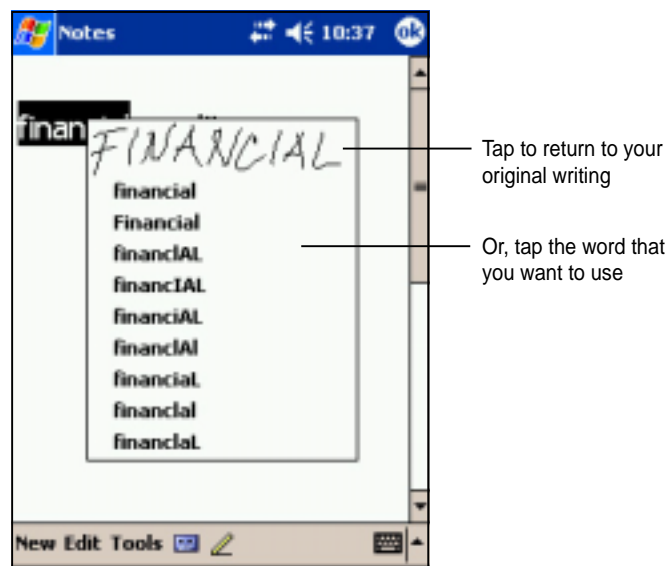 Notes 10:37 ok
finan
FINANCIAL
Tap to return to your
original writing
financial
Financial
financlAL
Or, tap the word that
you want to use
financIAL
financiAL
financlAl
financiaL
financlal
financlaL
New Edit Tools